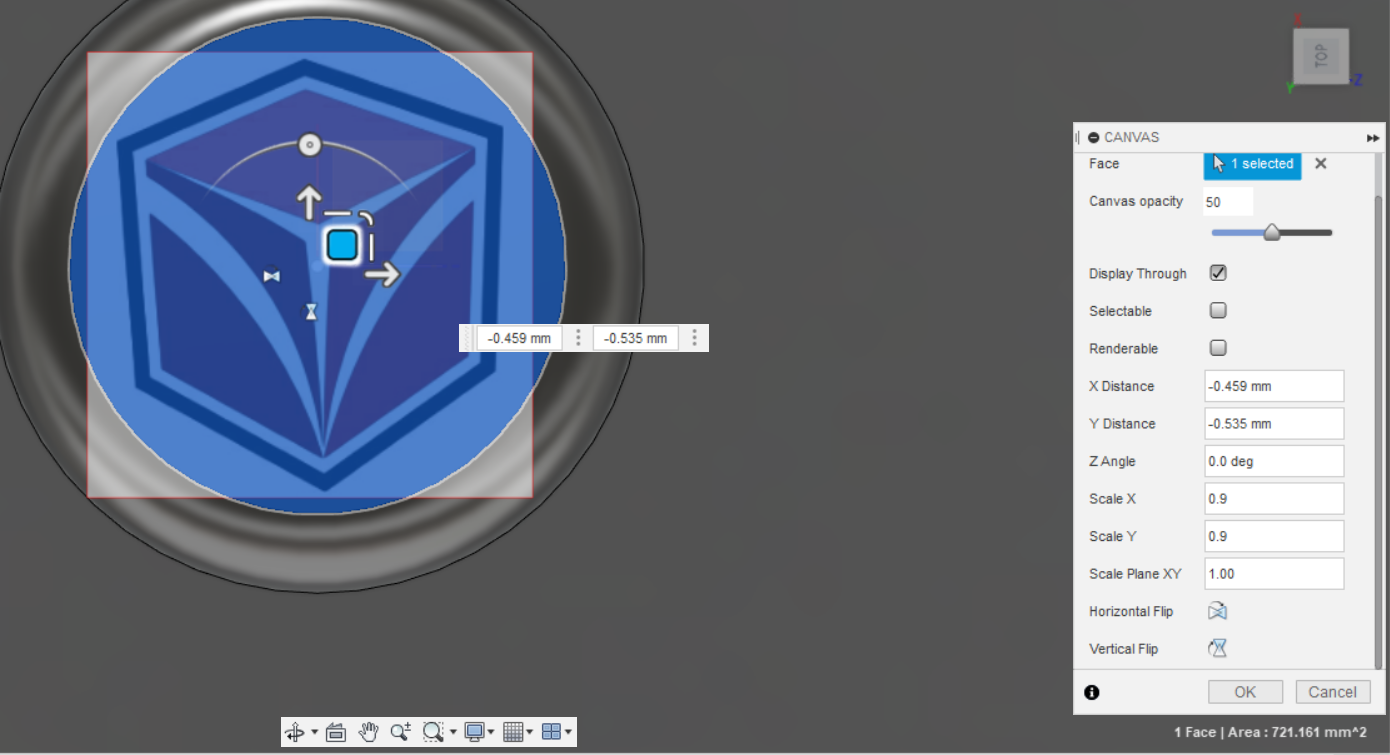 TOP
X
Y
Z
CANVAS
Face 1 selected
Canvas opacity 50
Display Through
Selectable
Renderable
-0.459 mm -0.535 mm
X Distance -0.459 mm
Y Distance -0.535 mm
Z Angle 0.0 deg
Scale X 0.9
Scale Y 0.9
Scale Plane XY 1.00
Horizontal Flip
Vertical Flip
OK Cancel
1 Face | Area : 721.161 mm^2